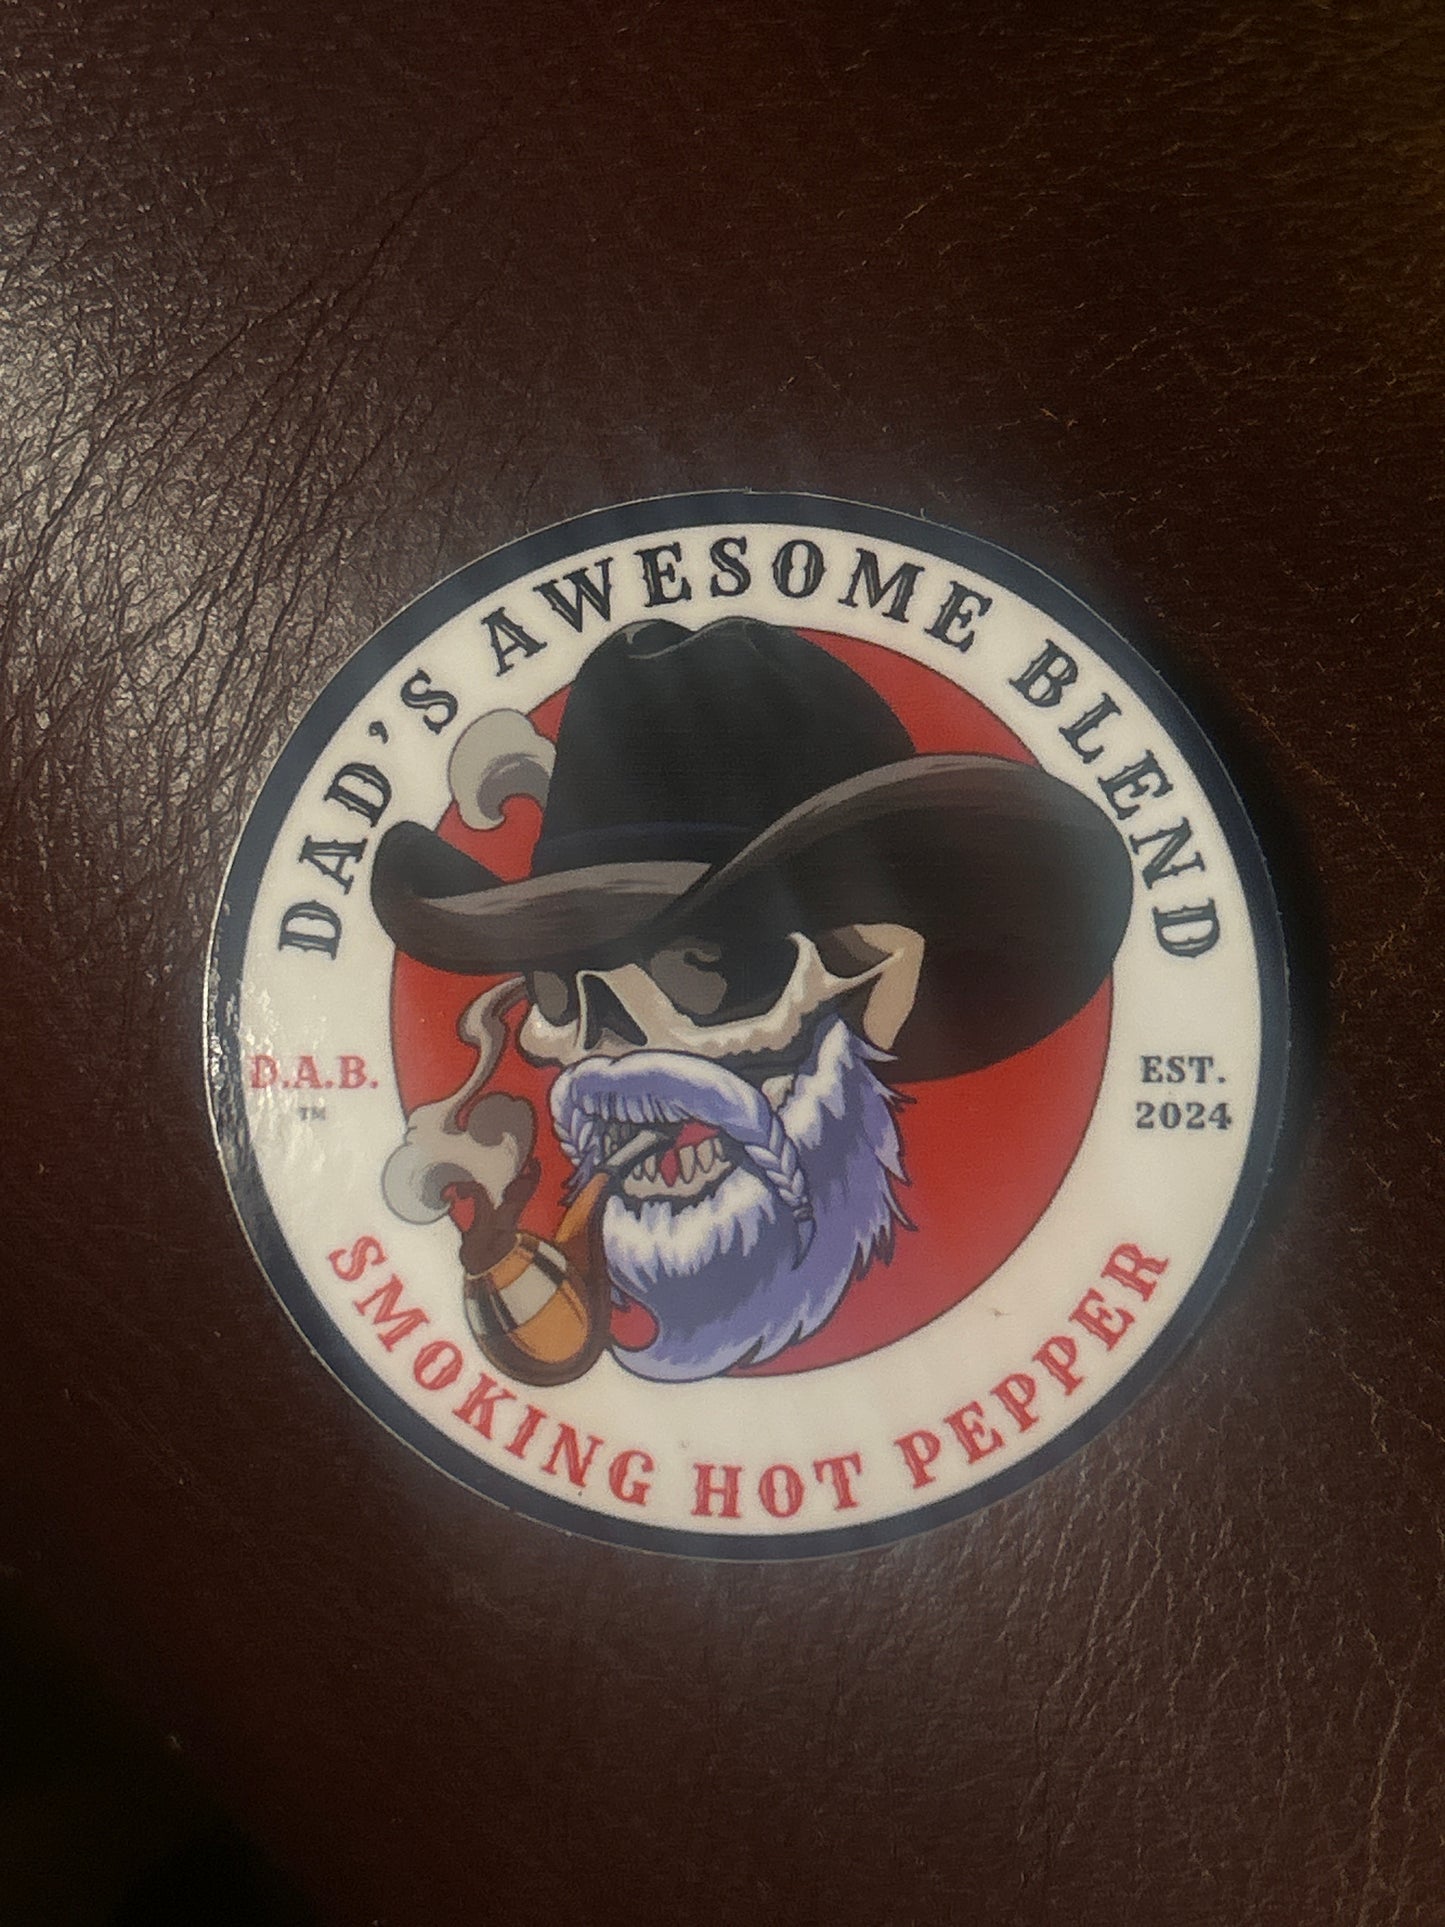 DAD'S AWESOME BLEND
D.A.B.
TM
EST.
2024
SMOKING HOT PEPPER